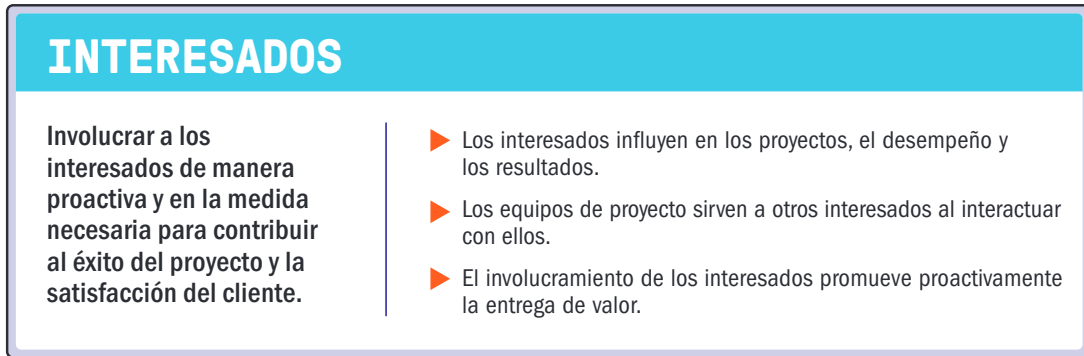 INTERESADOS
Involucrar a los
interesados de manera
proactiva y en la medida
necesaria para contribuir
al éxito del proyecto y la
satisfacción del cliente.
Los interesados influyen en los proyectos, el desempeño y
los resultados.
Los equipos de proyecto sirven a otros interesados al interactuar
con ellos.
El involucramiento de los interesados promueve proactivamente
la entrega de valor.